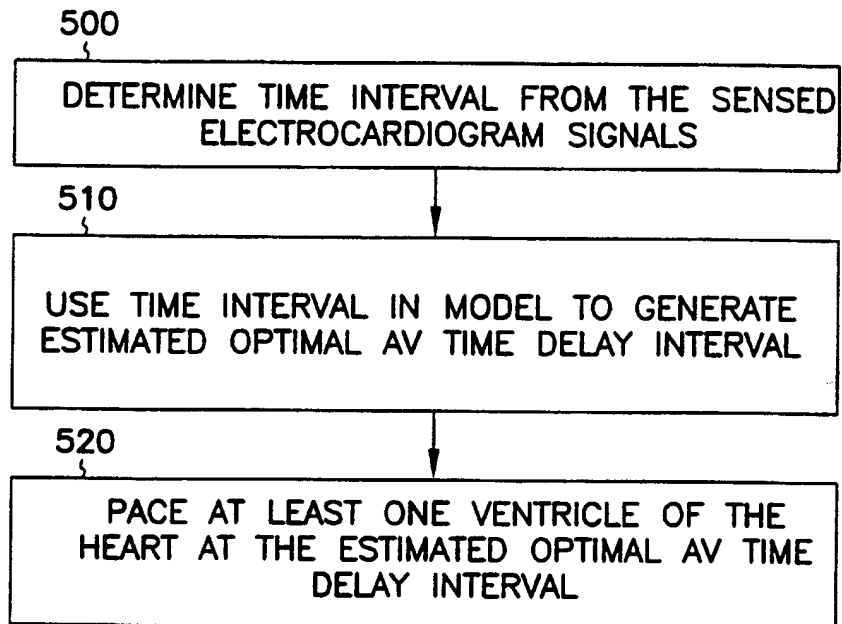 500
DETERMINE TIME INTERVAL FROM THE SENSED
ELECTROCARDIOGRAM SIGNALS
510
USE TIME INTERVAL IN MODEL TO GENERATE
ESTIMATED OPTIMAL AV TIME DELAY INTERVAL
520
PACE AT LEAST ONE VENTRICLE OF THE
HEART AT THE ESTIMATED OPTIMAL AV TIME
DELAY INTERVAL